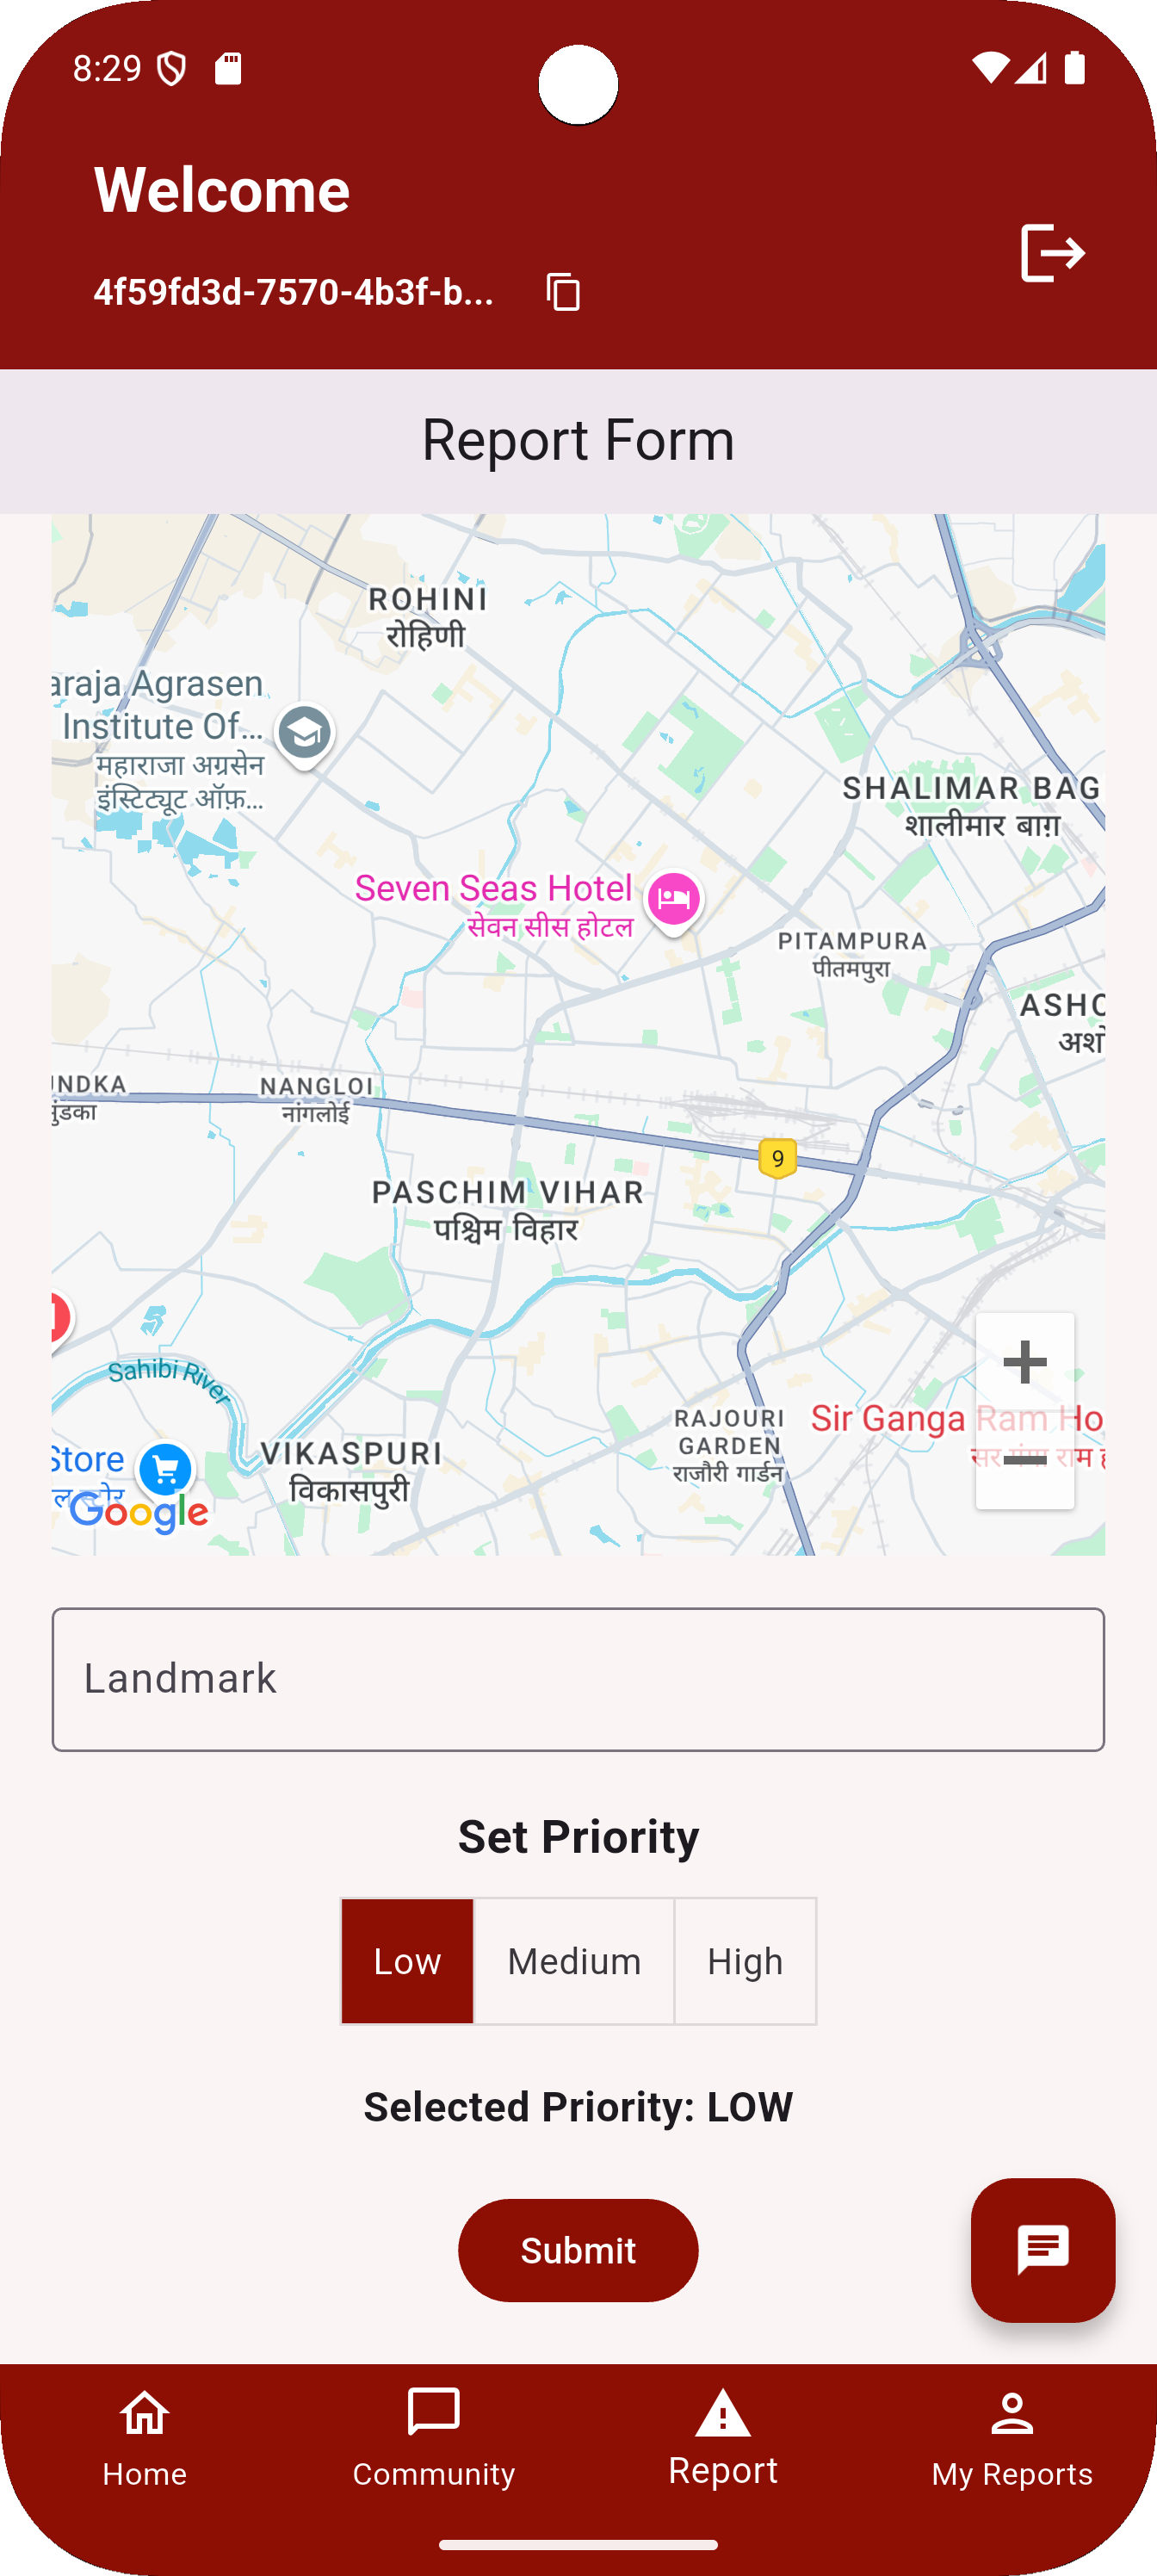 8:29
Welcome
4f59fd3d-7570-4b3f-b...
Report Form
ROHINI
रोहिणी
araja Agrasen
Institute Of...
महाराजा अग्रसेन
इंस्टिट्यूट ऑफ़...
SHALIMAR BAG
शालीमार बाग़
Seven Seas Hotel
सेवन सीस होटल
PITAMPURA
पीतमपुरा
ASHO
अशो
UNDKA
मुंडका
NANGLOI
नांगलोई
9
PASCHIM VIHAR
पश्चिम विहार
Sahibi River
RAJOURI
GARDEN
राजौरी गार्डन
Sir Ganga Ram Ho
सर गंगा राम ह
Store
VIKASPURI
विकासपुरी
Google
Landmark
Set Priority
Low
Medium
High
Selected Priority: LOW
Submit
Home
Community
Report
My Reports